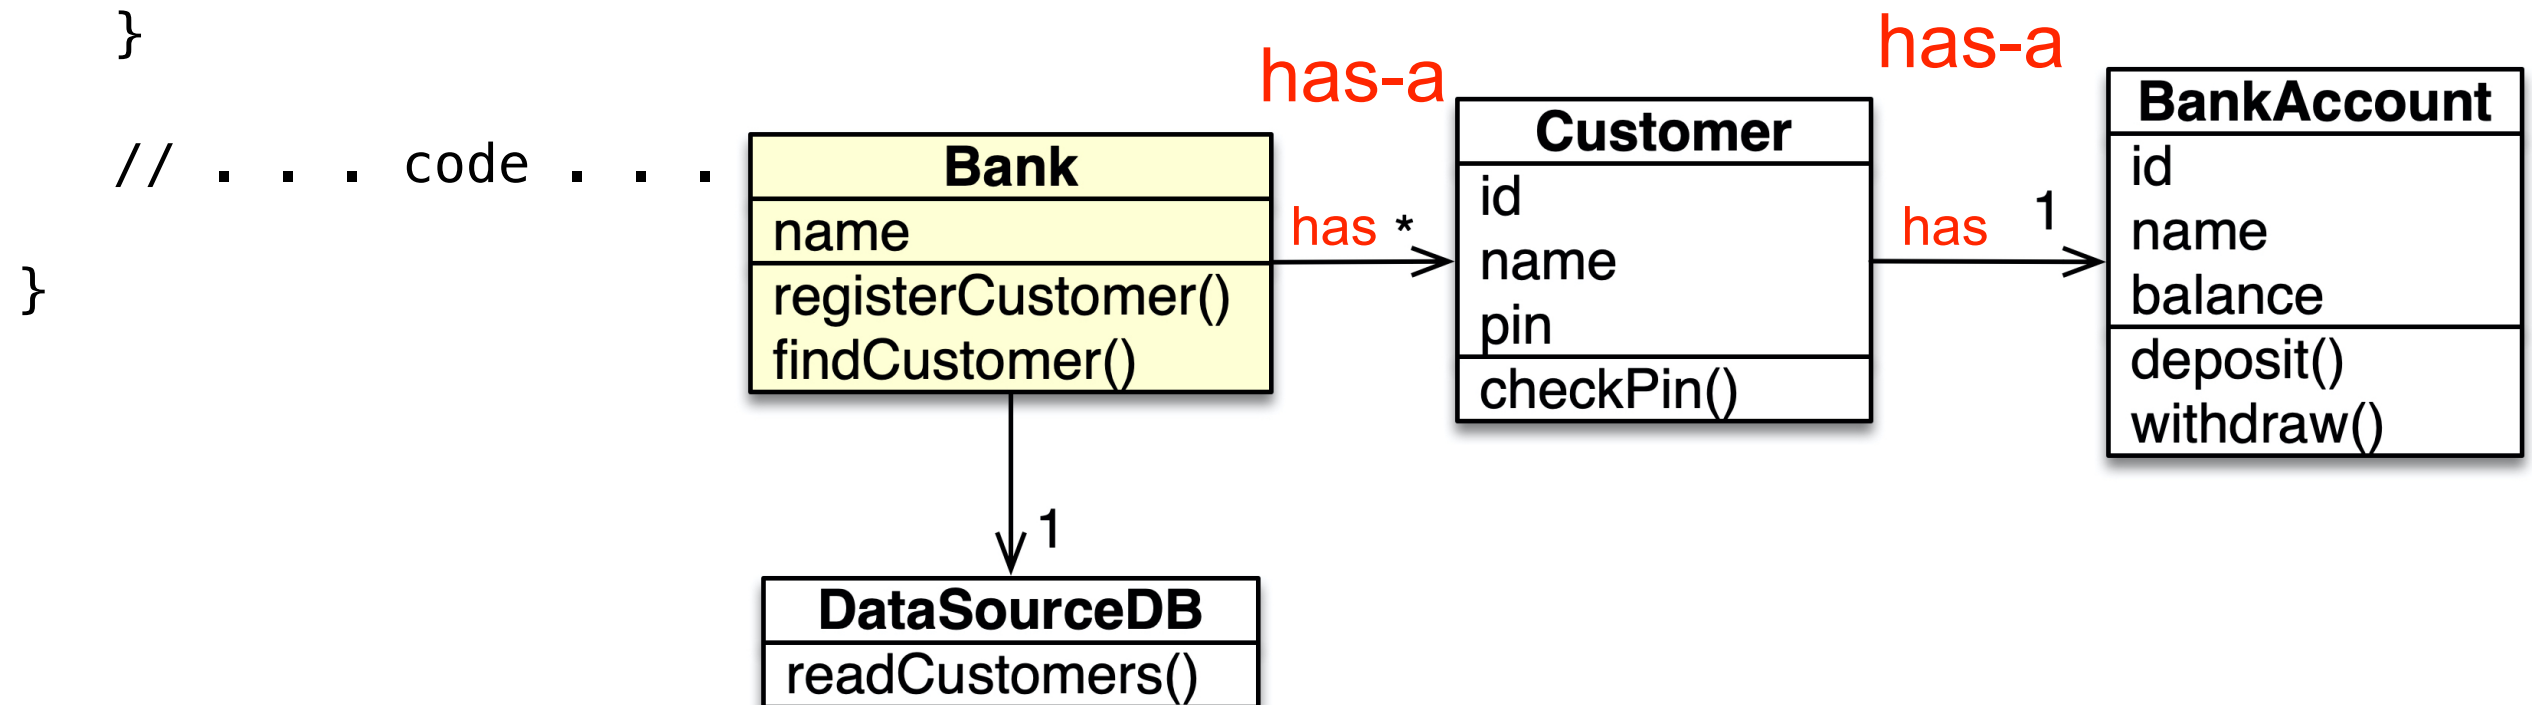 }
// . . . code . . .
}
has-a
has-a
Bank
name
registerCustomer()
findCustomer()
has *
Customer
id
name
pin
checkPin()
has 1
BankAccount
id
name
balance
deposit()
withdraw()
1
DataSourceDB
readCustomers()